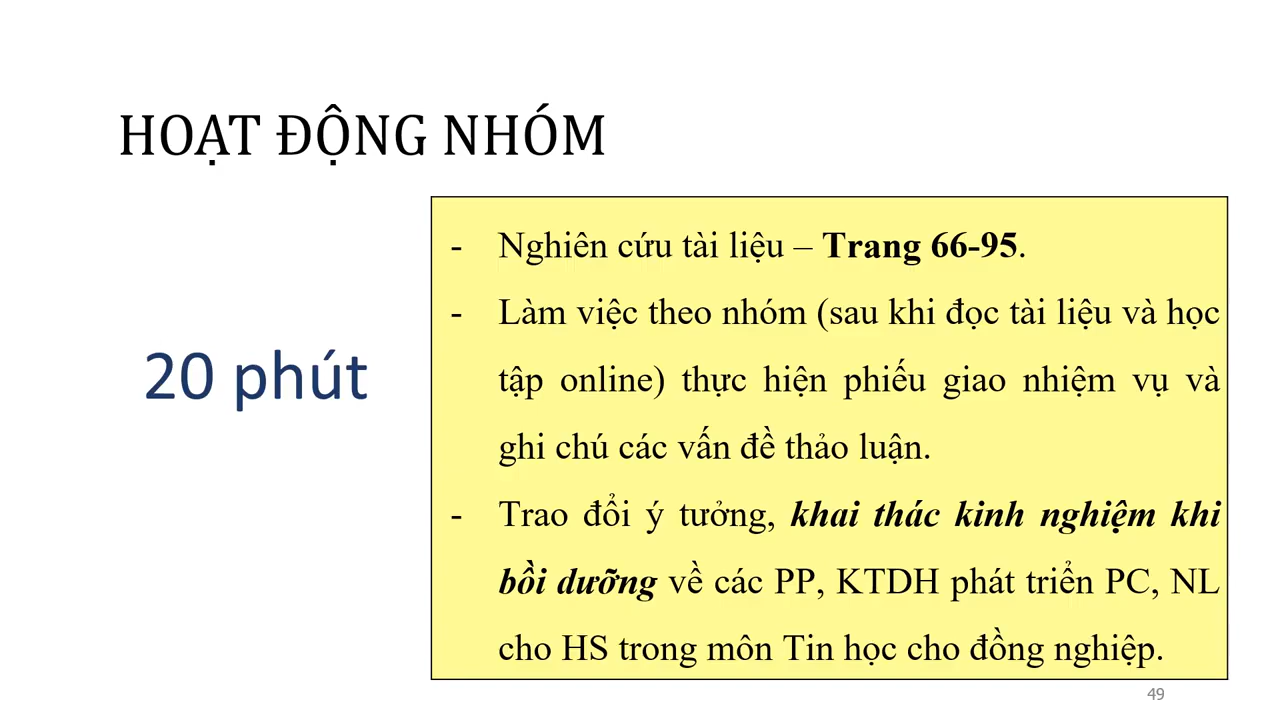 HOẠT ĐỘNG NHÓM
20 phút
- Nghiên cứu tài liệu – Trang 66-95.
- Làm việc theo nhóm (sau khi đọc tài liệu và học
tập online) thực hiện phiếu giao nhiệm vụ và
ghi chú các vấn đề thảo luận.
- Trao đổi ý tưởng, khai thác kinh nghiệm khi
bồi dưỡng về các PP, KTDH phát triển PC, NL
cho HS trong môn Tin học cho đồng nghiệp.
49